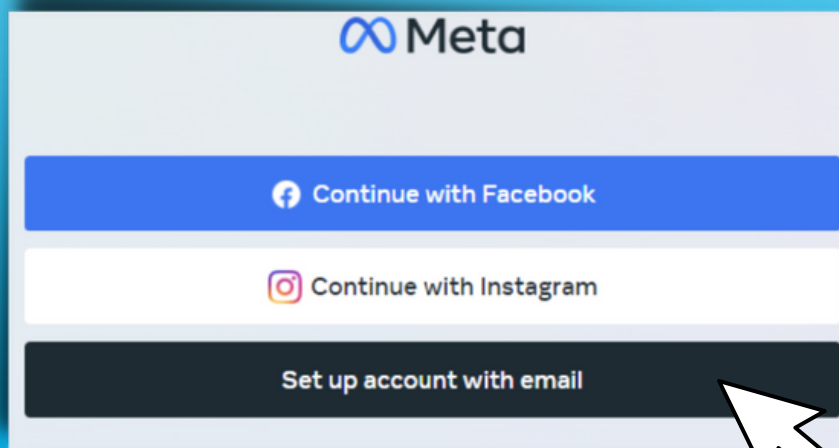 Meta
Continue with Facebook
Continue with Instagram
Set up account with email